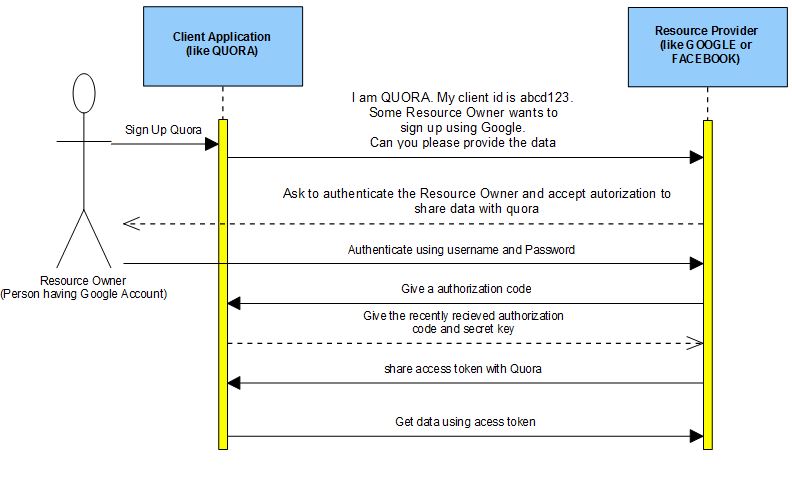 Client Application
(like QUORA)
Resource Provider
(like GOOGLE or
FACEBOOK)
I am QUORA. My client id is abcd123.
Some Resource Owner wants to
sign up using Google.
Can you please provide the data
Sign Up Quora
Ask to authenticate the Resource Owner and accept autorization to
share data with quora
Authenticate using username and Password
Resource Owner
(Person having Google Account)
Give a authorization code
Give the recently recieved authorization
code and secret key
share access token with Quora
Get data using acess token